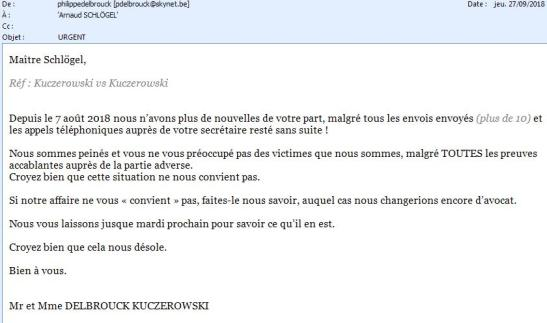 De : philippedelbrouck [pdelbrouck@skynet.be] Date : jeu. 27/09/2018
À : 'Arnaud SCHLÖGEL'
Cc :
Objet : URGENT
Maitre Schlögel,
Réf : Kuczerowski vs Kuczerowski
Depuis le 7 août 2018 nous n'avons plus de nouvelles de votre part, malgré tous les envois envoyés (plus de 10) et
les appels téléphoniques auprès de votre secrétaire resté sans suite !
Nous sommes peinés et vous ne vous préoccupé pas des victimes que nous sommes, malgré TOUTES les preuves
accablantes auprès de la partie adverse.
Croyez bien que cette situation ne nous convient pas.
Si notre affaire ne vous « convient » pas, faites-le nous savoir, auquel cas nous changerions encore d'avocat.
Nous vous laissons jusque mardi prochain pour savoir ce qu'il en est.
Croyez bien que cela nous désole.
Bien à vous.
Mr et Mme DELBROUCK KUCZEROWSKI